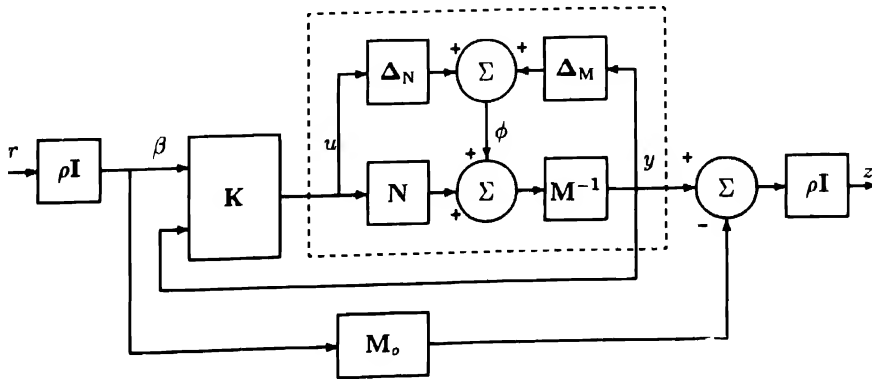 + +
Δ_N Σ Δ_M
r β u ϕ y z
ρI K + N + Σ M⁻¹ + Σ ρI
-
M_o